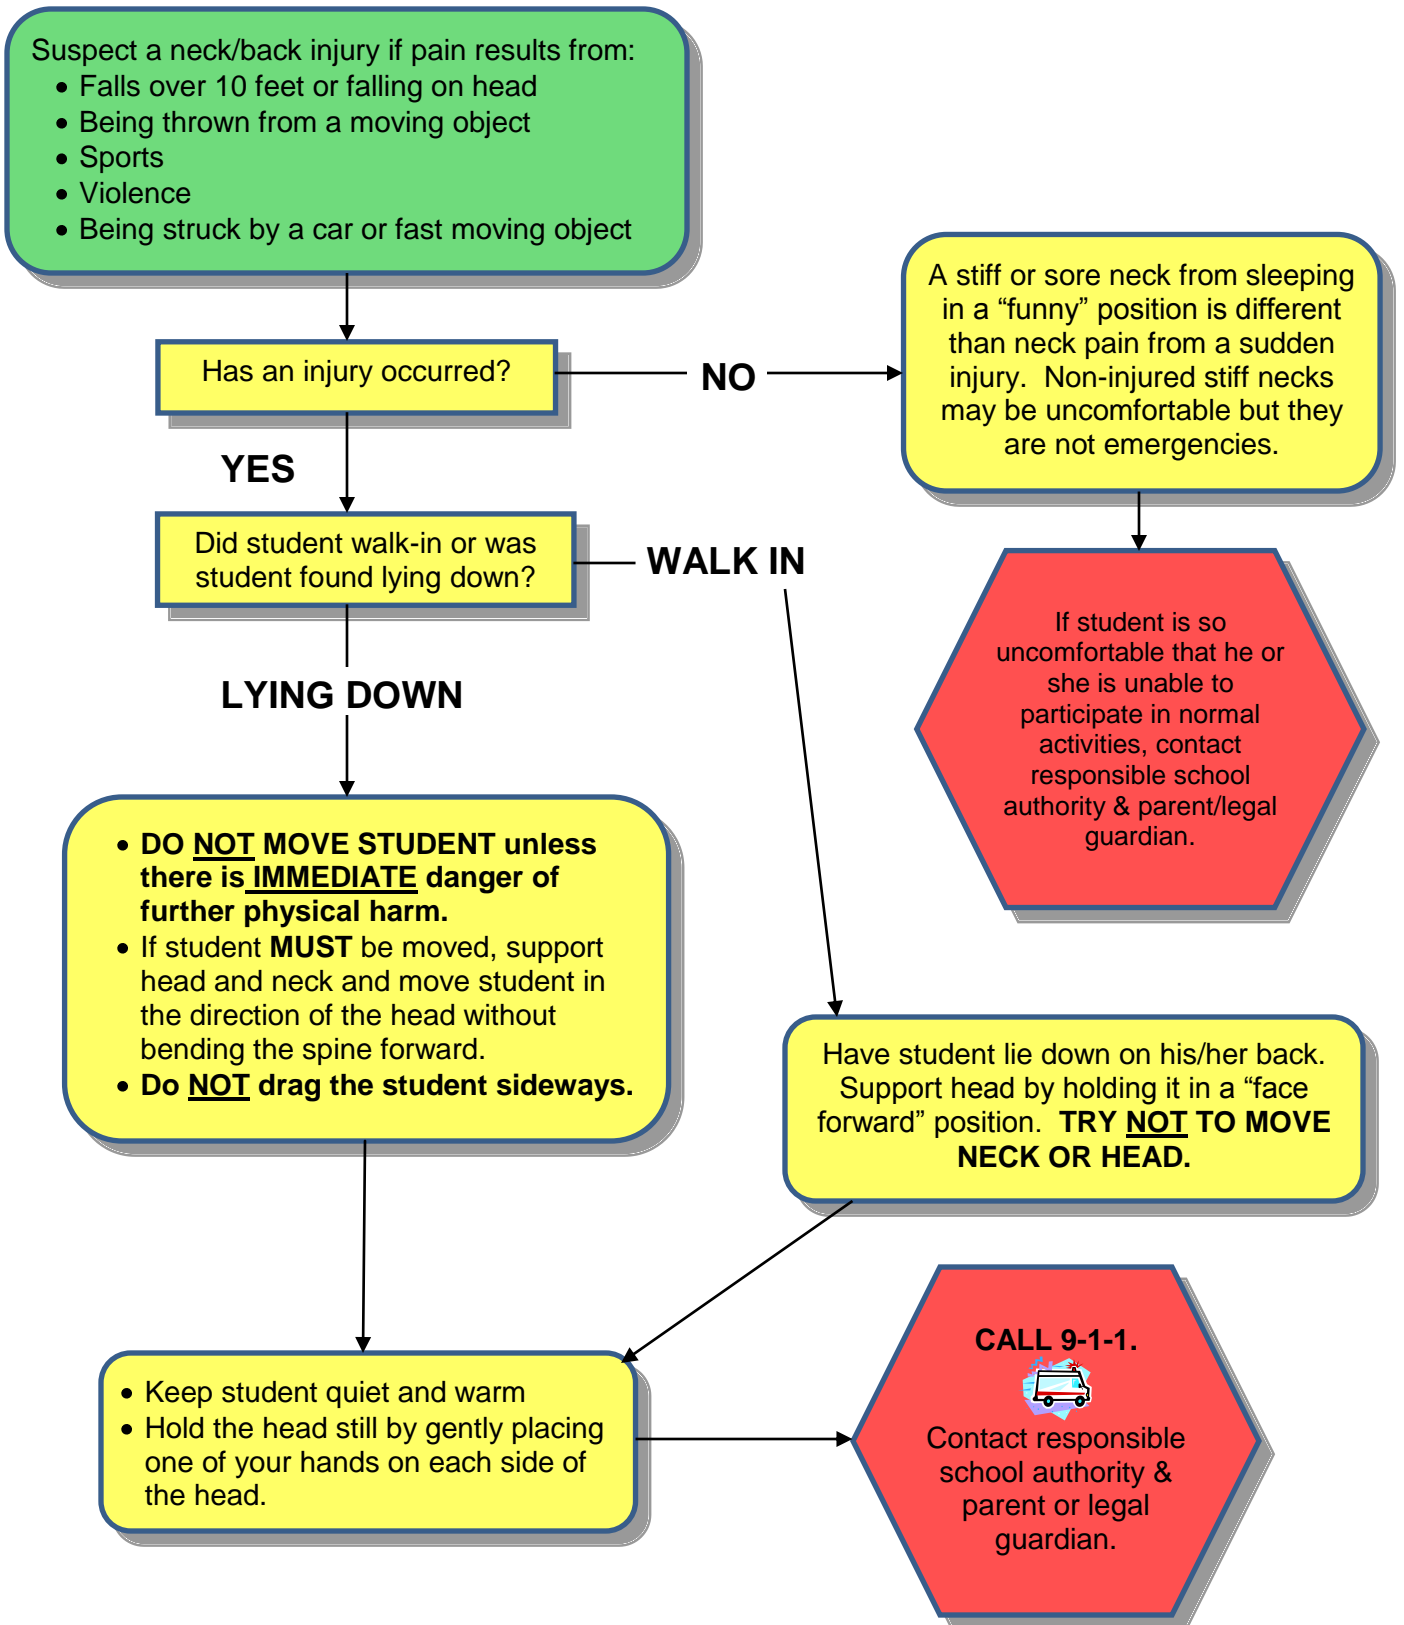 Suspect a neck/back injury if pain results from:
• Falls over 10 feet or falling on head
• Being thrown from a moving object
• Sports
• Violence
• Being struck by a car or fast moving object
Has an injury occurred?
NO
A stiff or sore neck from sleeping
in a “funny” position is different
than neck pain from a sudden
injury.  Non-injured stiff necks
may be uncomfortable but they
are not emergencies.
YES
Did student walk-in or was
student found lying down?
WALK IN
If student is so
uncomfortable that he or
she is unable to
participate in normal
activities, contact
responsible school
authority & parent/legal
guardian.
LYING DOWN
• DO NOT MOVE STUDENT unless
there is IMMEDIATE danger of
further physical harm.
• If student MUST be moved, support
head and neck and move student in
the direction of the head without
bending the spine forward.
• Do NOT drag the student sideways.
Have student lie down on his/her back.
Support head by holding it in a “face
forward” position.  TRY NOT TO MOVE
NECK OR HEAD.
• Keep student quiet and warm
• Hold the head still by gently placing
one of your hands on each side of
the head.
CALL 9-1-1.
Contact responsible
school authority &
parent or legal
guardian.